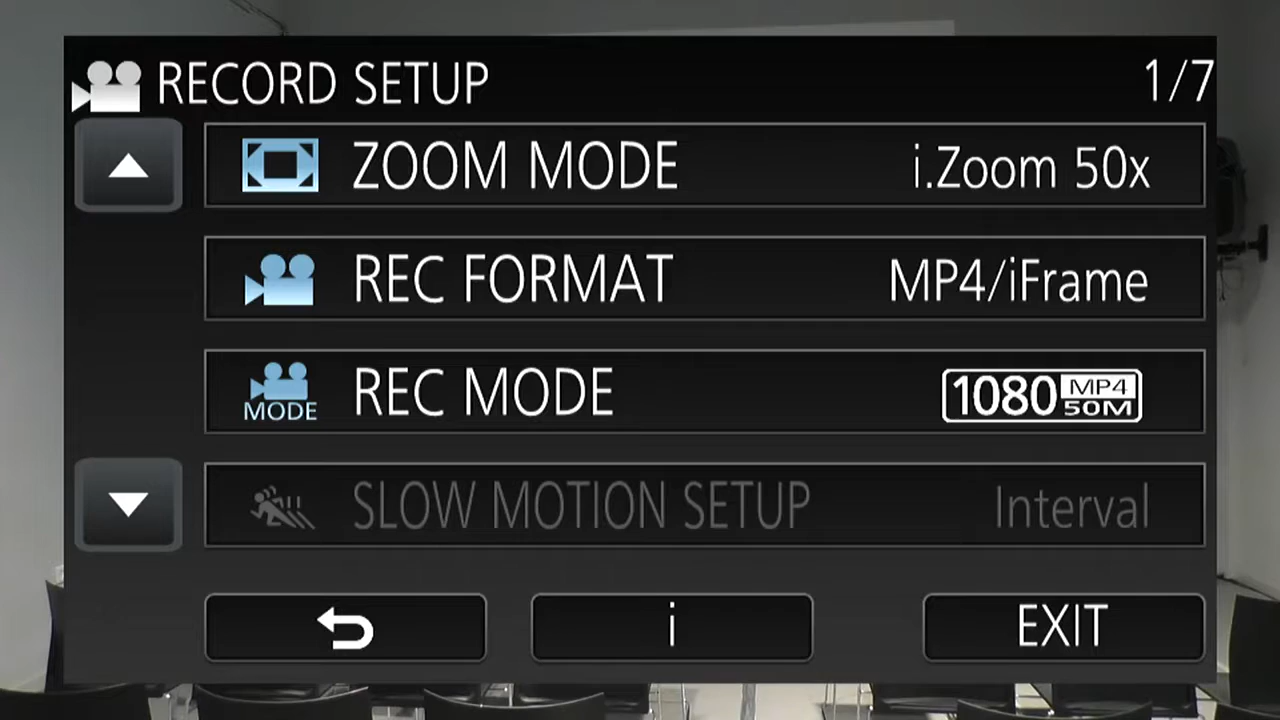 RECORD SETUP 1/7
ZOOM MODE i.Zoom 50x
REC FORMAT MP4/iFrame
MODE REC MODE 1080 MP4 50M
SLOW MOTION SETUP Interval
i EXIT